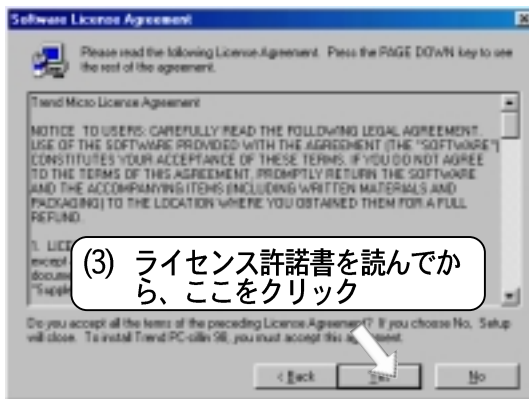 Software License Agreement
Please read the following License Agreement. Press the PAGE DOWN key to see
the rest of the agreement.
Trend Micro License Agreement
NOTICE TO USERS: CAREFULLY READ THE FOLLOWING LEGAL AGREEMENT.
USE OF THE SOFTWARE PROVIDED WITH THE AGREEMENT (THE "SOFTWARE")
CONSTITUTES YOUR ACCEPTANCE OF THESE TERMS. IF YOU DO NOT AGREE
TO THE TERMS OF THIS AGREEMENT, PROMPTLY RETURN THE SOFTWARE
AND THE ACCOMPANYING ITEMS (INCLUDING WRITTEN MATERIALS AND
PACKAGING) TO THE LOCATION WHERE YOU OBTAINED THEM FOR A FULL
REFUND.
1. LICE
except
docume
"Supple
(3) ライセンス許諾書を読んでか
ら、ここをクリック
Do you accept all the terms of the preceding License Agreement? If you choose No, Setup
will close. To install Trend PC-cillin 98, you must accept this agreement.
< Back
Yes
No